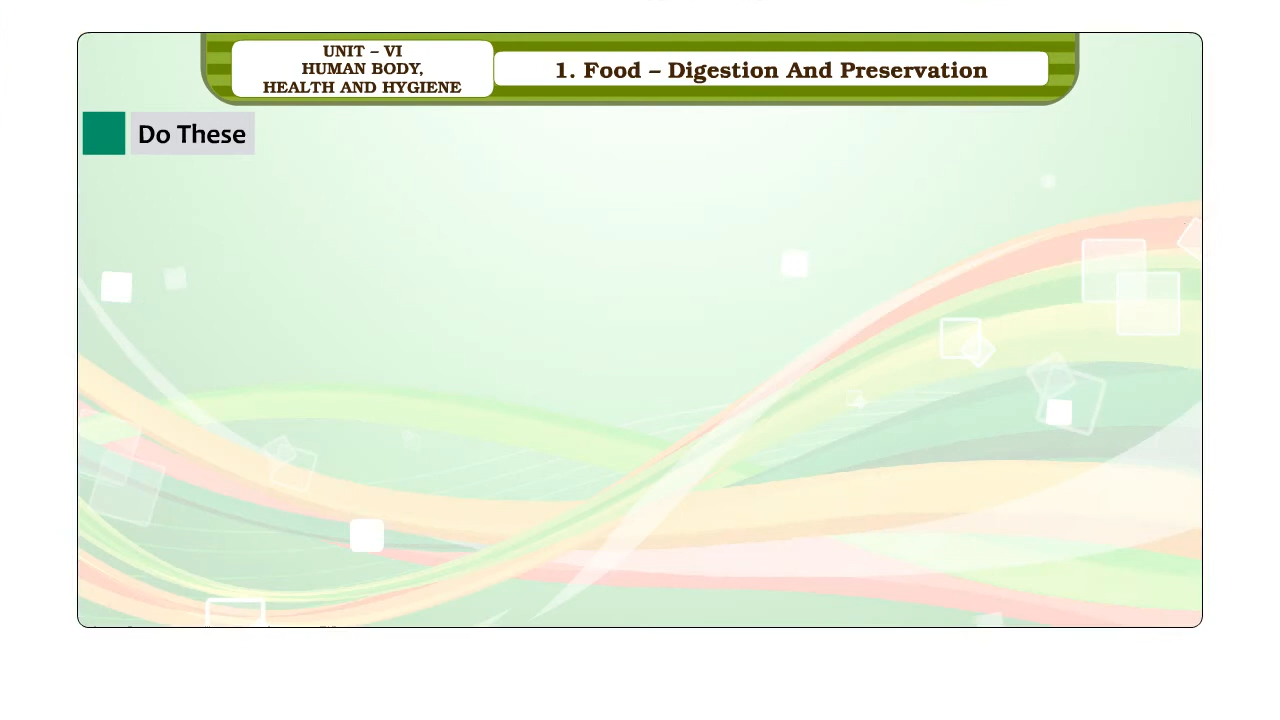 UNIT – VI
HUMAN BODY,
HEALTH AND HYGIENE
1. Food – Digestion And Preservation
Do These